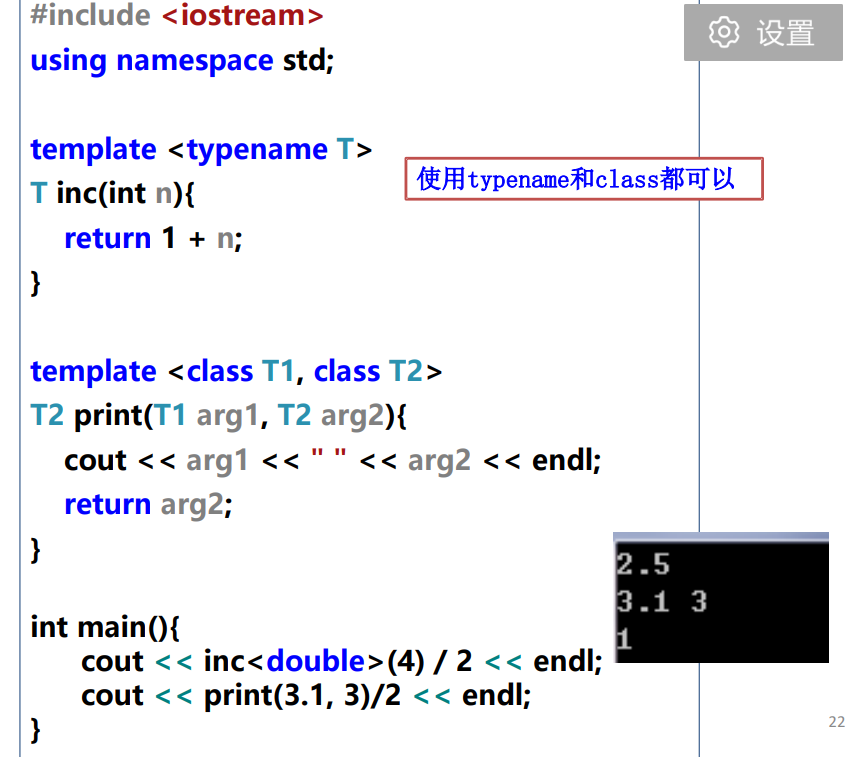 #include <iostream>
设置
using namespace std;
template <typename T>
使用typename和class都可以
T inc(int n){
return 1 + n;
}
template <class T1, class T2>
T2 print(T1 arg1, T2 arg2){
cout << arg1 << " " << arg2 << endl;
return arg2;
}
2.5
3.1 3
1
int main(){
cout << inc<double>(4) / 2 << endl;
cout << print(3.1, 3)/2 << endl;
}
22